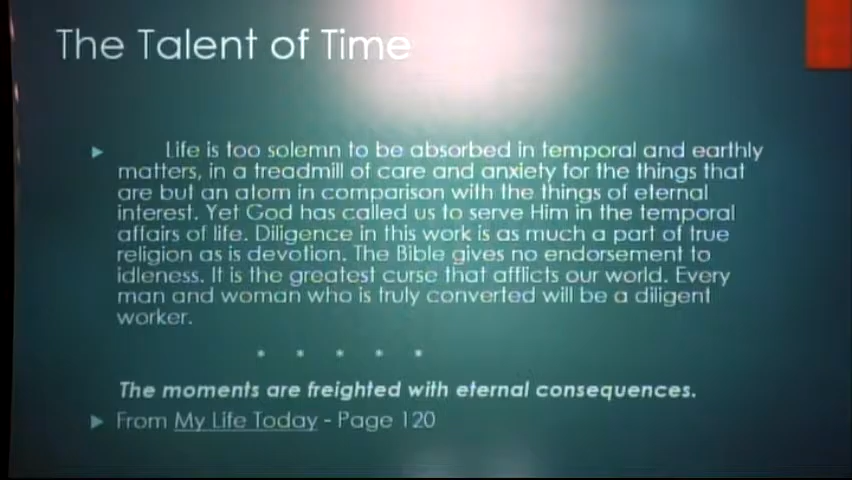 The Talent of Time
Life is too solemn to be absorbed in temporal and earthly
matters, in a treadmill of care and anxiety for the things that
are but an atom in comparison with the things of eternal
interest. Yet God has called us to serve Him in the temporal
affairs of life. Diligence in this work is as much a part of true
religion as is devotion. The Bible gives no endorsement to
idleness. It is the greatest curse that afflicts our world. Every
man and woman who is truly converted will be a diligent
worker.
* * * * *
The moments are freighted with eternal consequences.
From My Life Today - Page 120